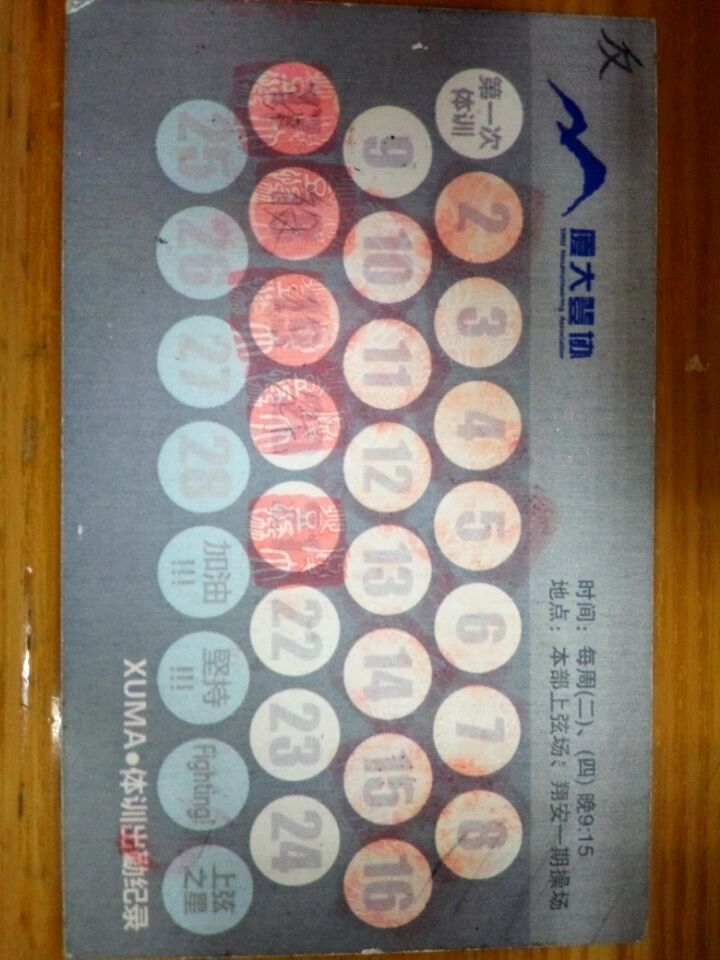 厦大登协
XMU Mountaineering Association
时间：每周(二)、(四)晚9:15
地点：本部上弦场；翔安一期操场
第一次体训
2
3
4
5
6
7
8
9
10
11
12
13
14
15
16
22
23
24
25
26
27
28
加油!!!
坚持!!!
Fighting!
上弦之星
XUMA●体训出勤纪录